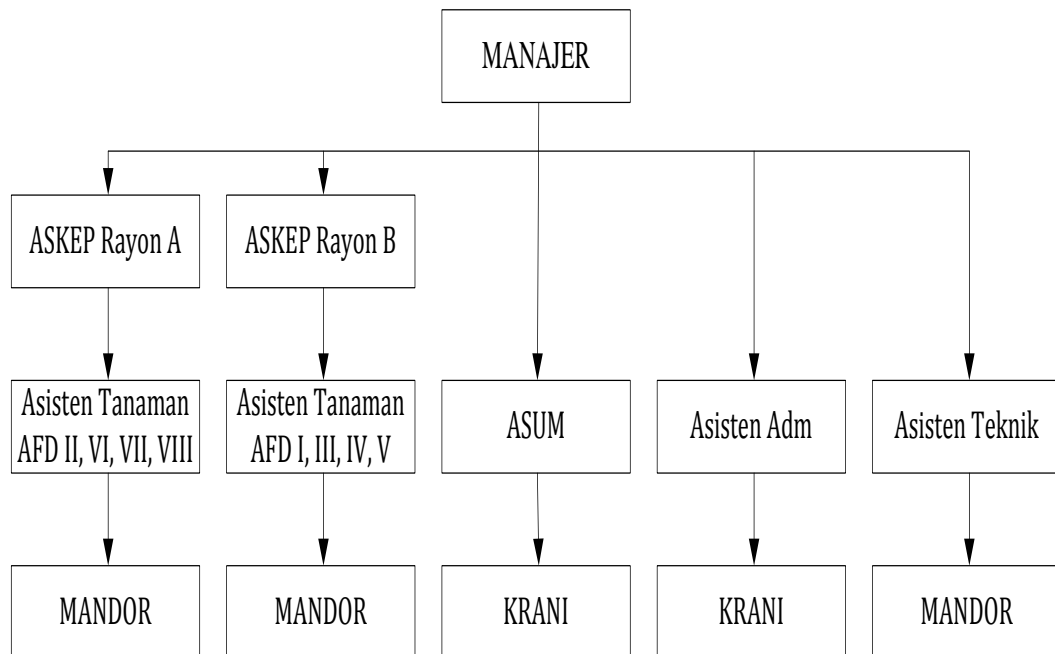 MANAJER
ASKEP Rayon A
ASKEP Rayon B
Asisten Tanaman
AFD II, VI, VII, VIII
Asisten Tanaman
AFD I, III, IV, V
ASUM
Asisten Adm
Asisten Teknik
MANDOR
MANDOR
KRANI
KRANI
MANDOR